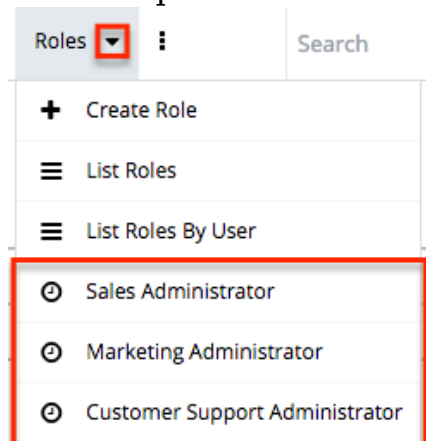 Roles
Search
Create Role
List Roles
List Roles By User
Sales Administrator
Marketing Administrator
Customer Support Administrator